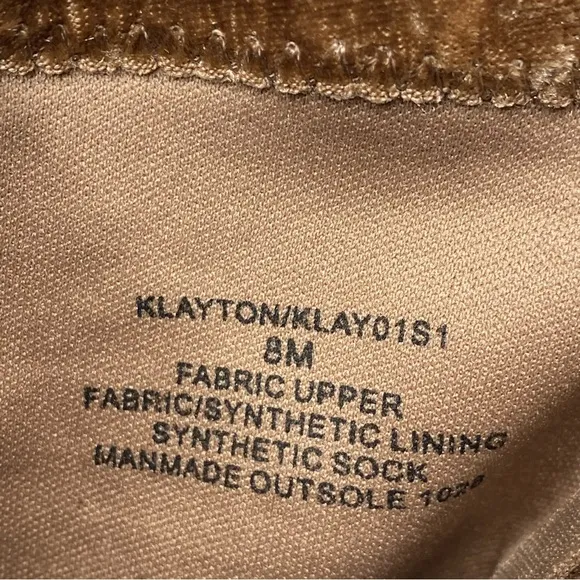 KLAYTON/KLAY01S1
8M
FABRIC UPPER
FABRIC/SYNTHETIC LINING
SYNTHETIC SOCK
MANMADE OUTSOLE